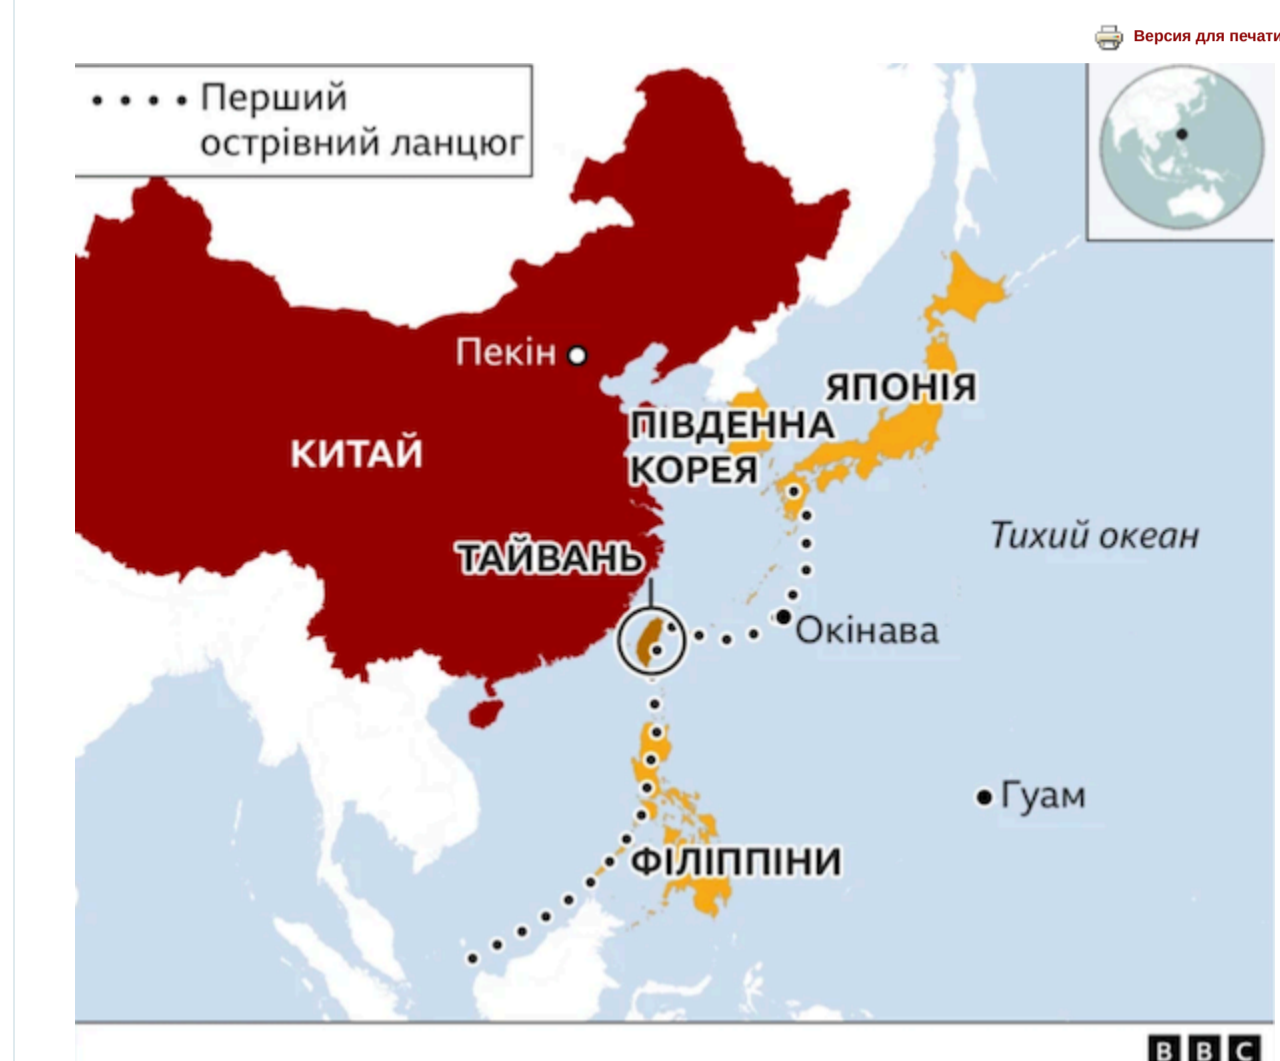 Версия для печати
Перший
острівний ланцюг
Пекін
ЯПОНІЯ
ПІВДЕННА
КОРЕЯ
КИТАЙ
Тихий океан
ТАЙВАНЬ
Окінава
Гуам
ФІЛІППІНИ
BBC